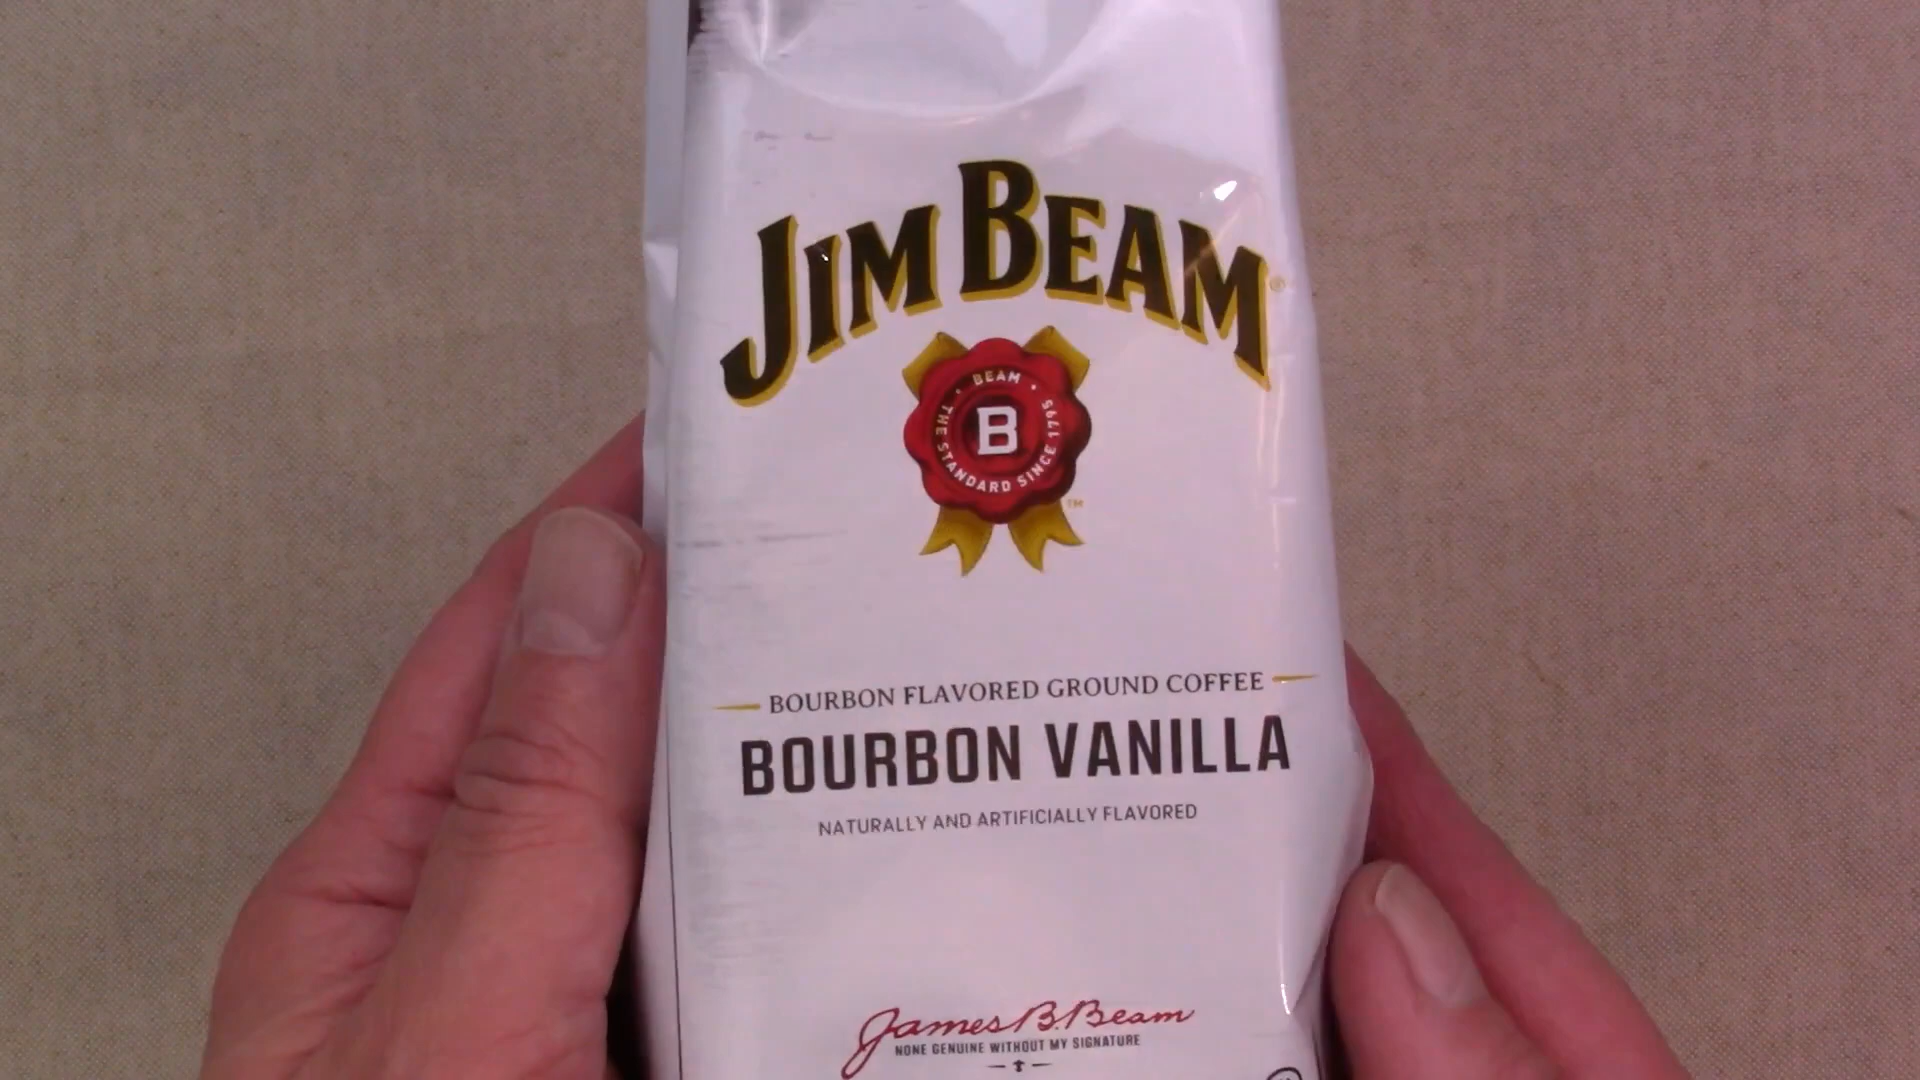 JIM BEAM®
BEAM
B
THE STANDARD SINCE 1795
™
BOURBON FLAVORED GROUND COFFEE
BOURBON VANILLA
NATURALLY AND ARTIFICIALLY FLAVORED
James B. Beam
NONE GENUINE WITHOUT MY SIGNATURE